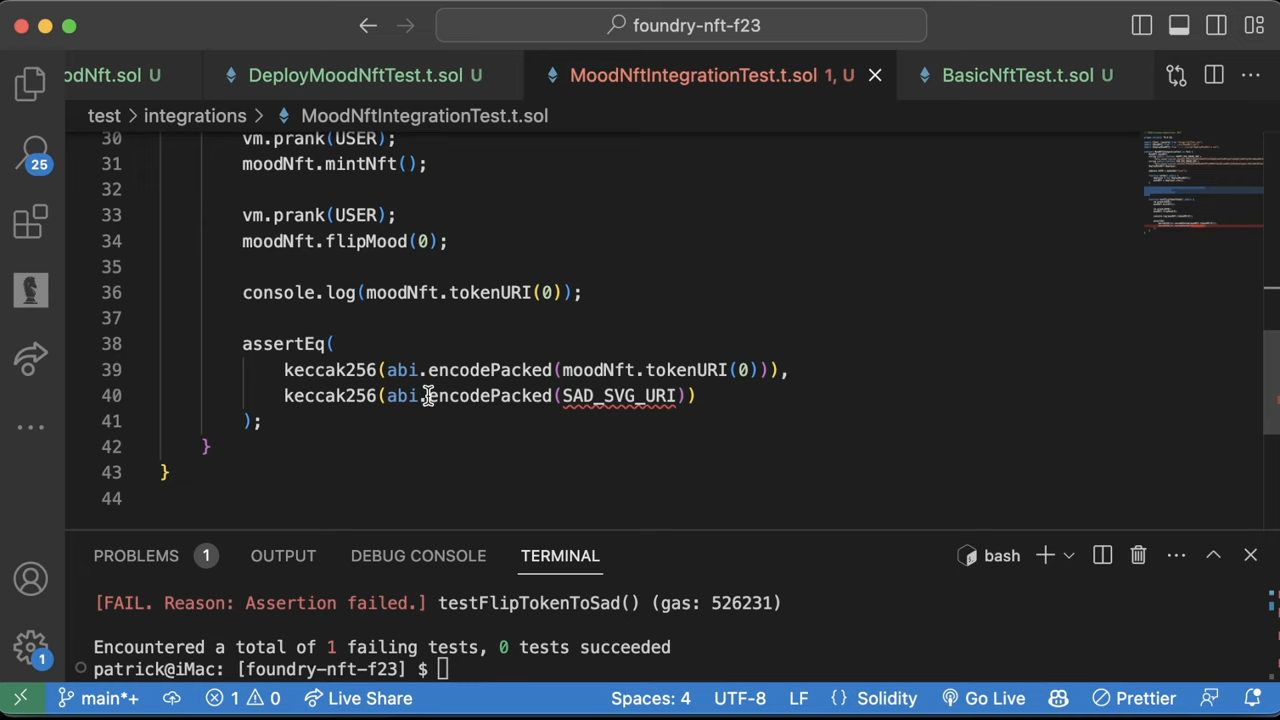 foundry-nft-f23
odNft.sol U
DeployMoodNftTest.t.sol U
MoodNftIntegrationTest.t.sol 1, U
BasicNftTest.t.sol U
test > integrations > MoodNftIntegrationTest.t.sol
25
30 vm.prank(USER);
31 moodNft.mintNft();
32
33 vm.prank(USER);
34 moodNft.flipMood(0);
35
36 console.log(moodNft.tokenURI(0));
37
38 assertEq(
39 keccak256(abi.encodePacked(moodNft.tokenURI(0))),
40 keccak256(abi.encodePacked(SAD_SVG_URI))
41 );
42 }
43 }
44
PROBLEMS 1 OUTPUT DEBUG CONSOLE TERMINAL bash
[FAIL. Reason: Assertion failed.] testFlipTokenToSad() (gas: 526231)
Encountered a total of 1 failing tests, 0 tests succeeded
patrick@iMac: [foundry-nft-f23] $
1
main*+ 1 0 Live Share Spaces: 4 UTF-8 LF {} Solidity Go Live Prettier